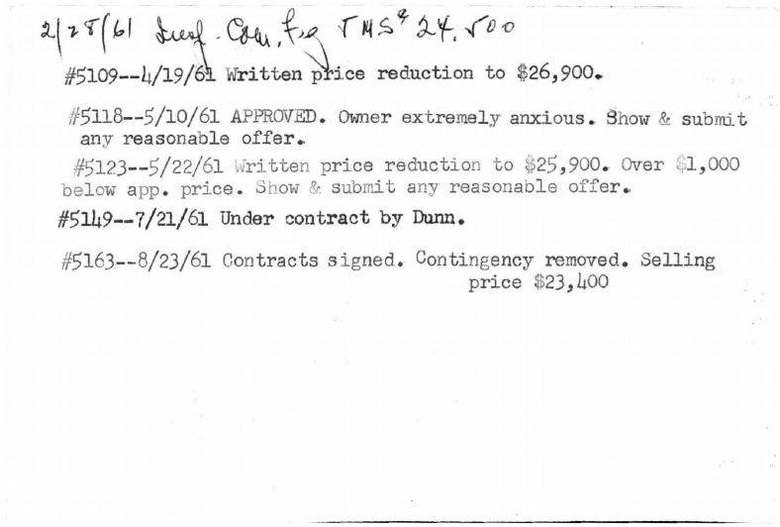 2/28/61 Com. fig 24,500
#5109--4/19/61 Written price reduction to $26,900.
#5118--5/10/61 APPROVED. Owner extremely anxious. Show & submit
any reasonable offer.
#5123--5/22/61 Written price reduction to $25,900. Over $1,000
below app. price. Show & submit any reasonable offer.
#5149--7/21/61 Under contract by Dunn.
#5163--8/23/61 Contracts signed. Contingency removed. Selling
price $23,400